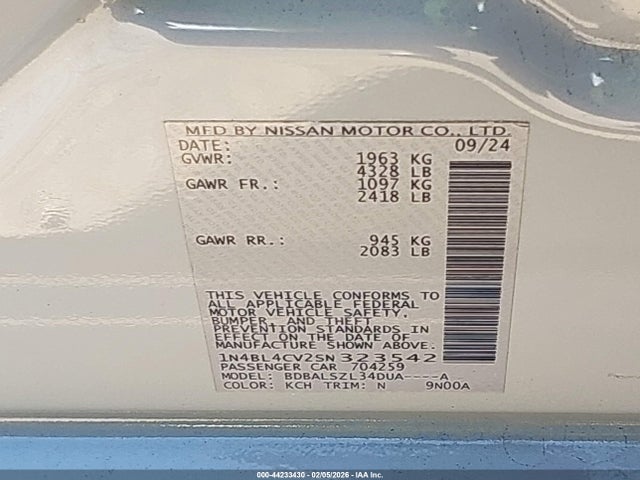 MFD BY NISSAN MOTOR CO., LTD.
DATE: 09/24
GVWR: 1963 KG
4328 LB
GAWR FR.: 1097 KG
2418 LB
GAWR RR.: 945 KG
2083 LB
THIS VEHICLE CONFORMS TO
ALL APPLICABLE FEDERAL
MOTOR VEHICLE SAFETY,
BUMPER, AND THEFT
PREVENTION STANDARDS IN
EFFECT ON THE DATE OF
MANUFACTURE SHOWN ABOVE.
1N4BL4CV2SN323542
PASSENGER CAR 704259
MODEL: BDBALSZL34DUA----A
COLOR: KCH TRIM: N 9N00A
000-44233430 - 02/05/2026 - IAA Inc.